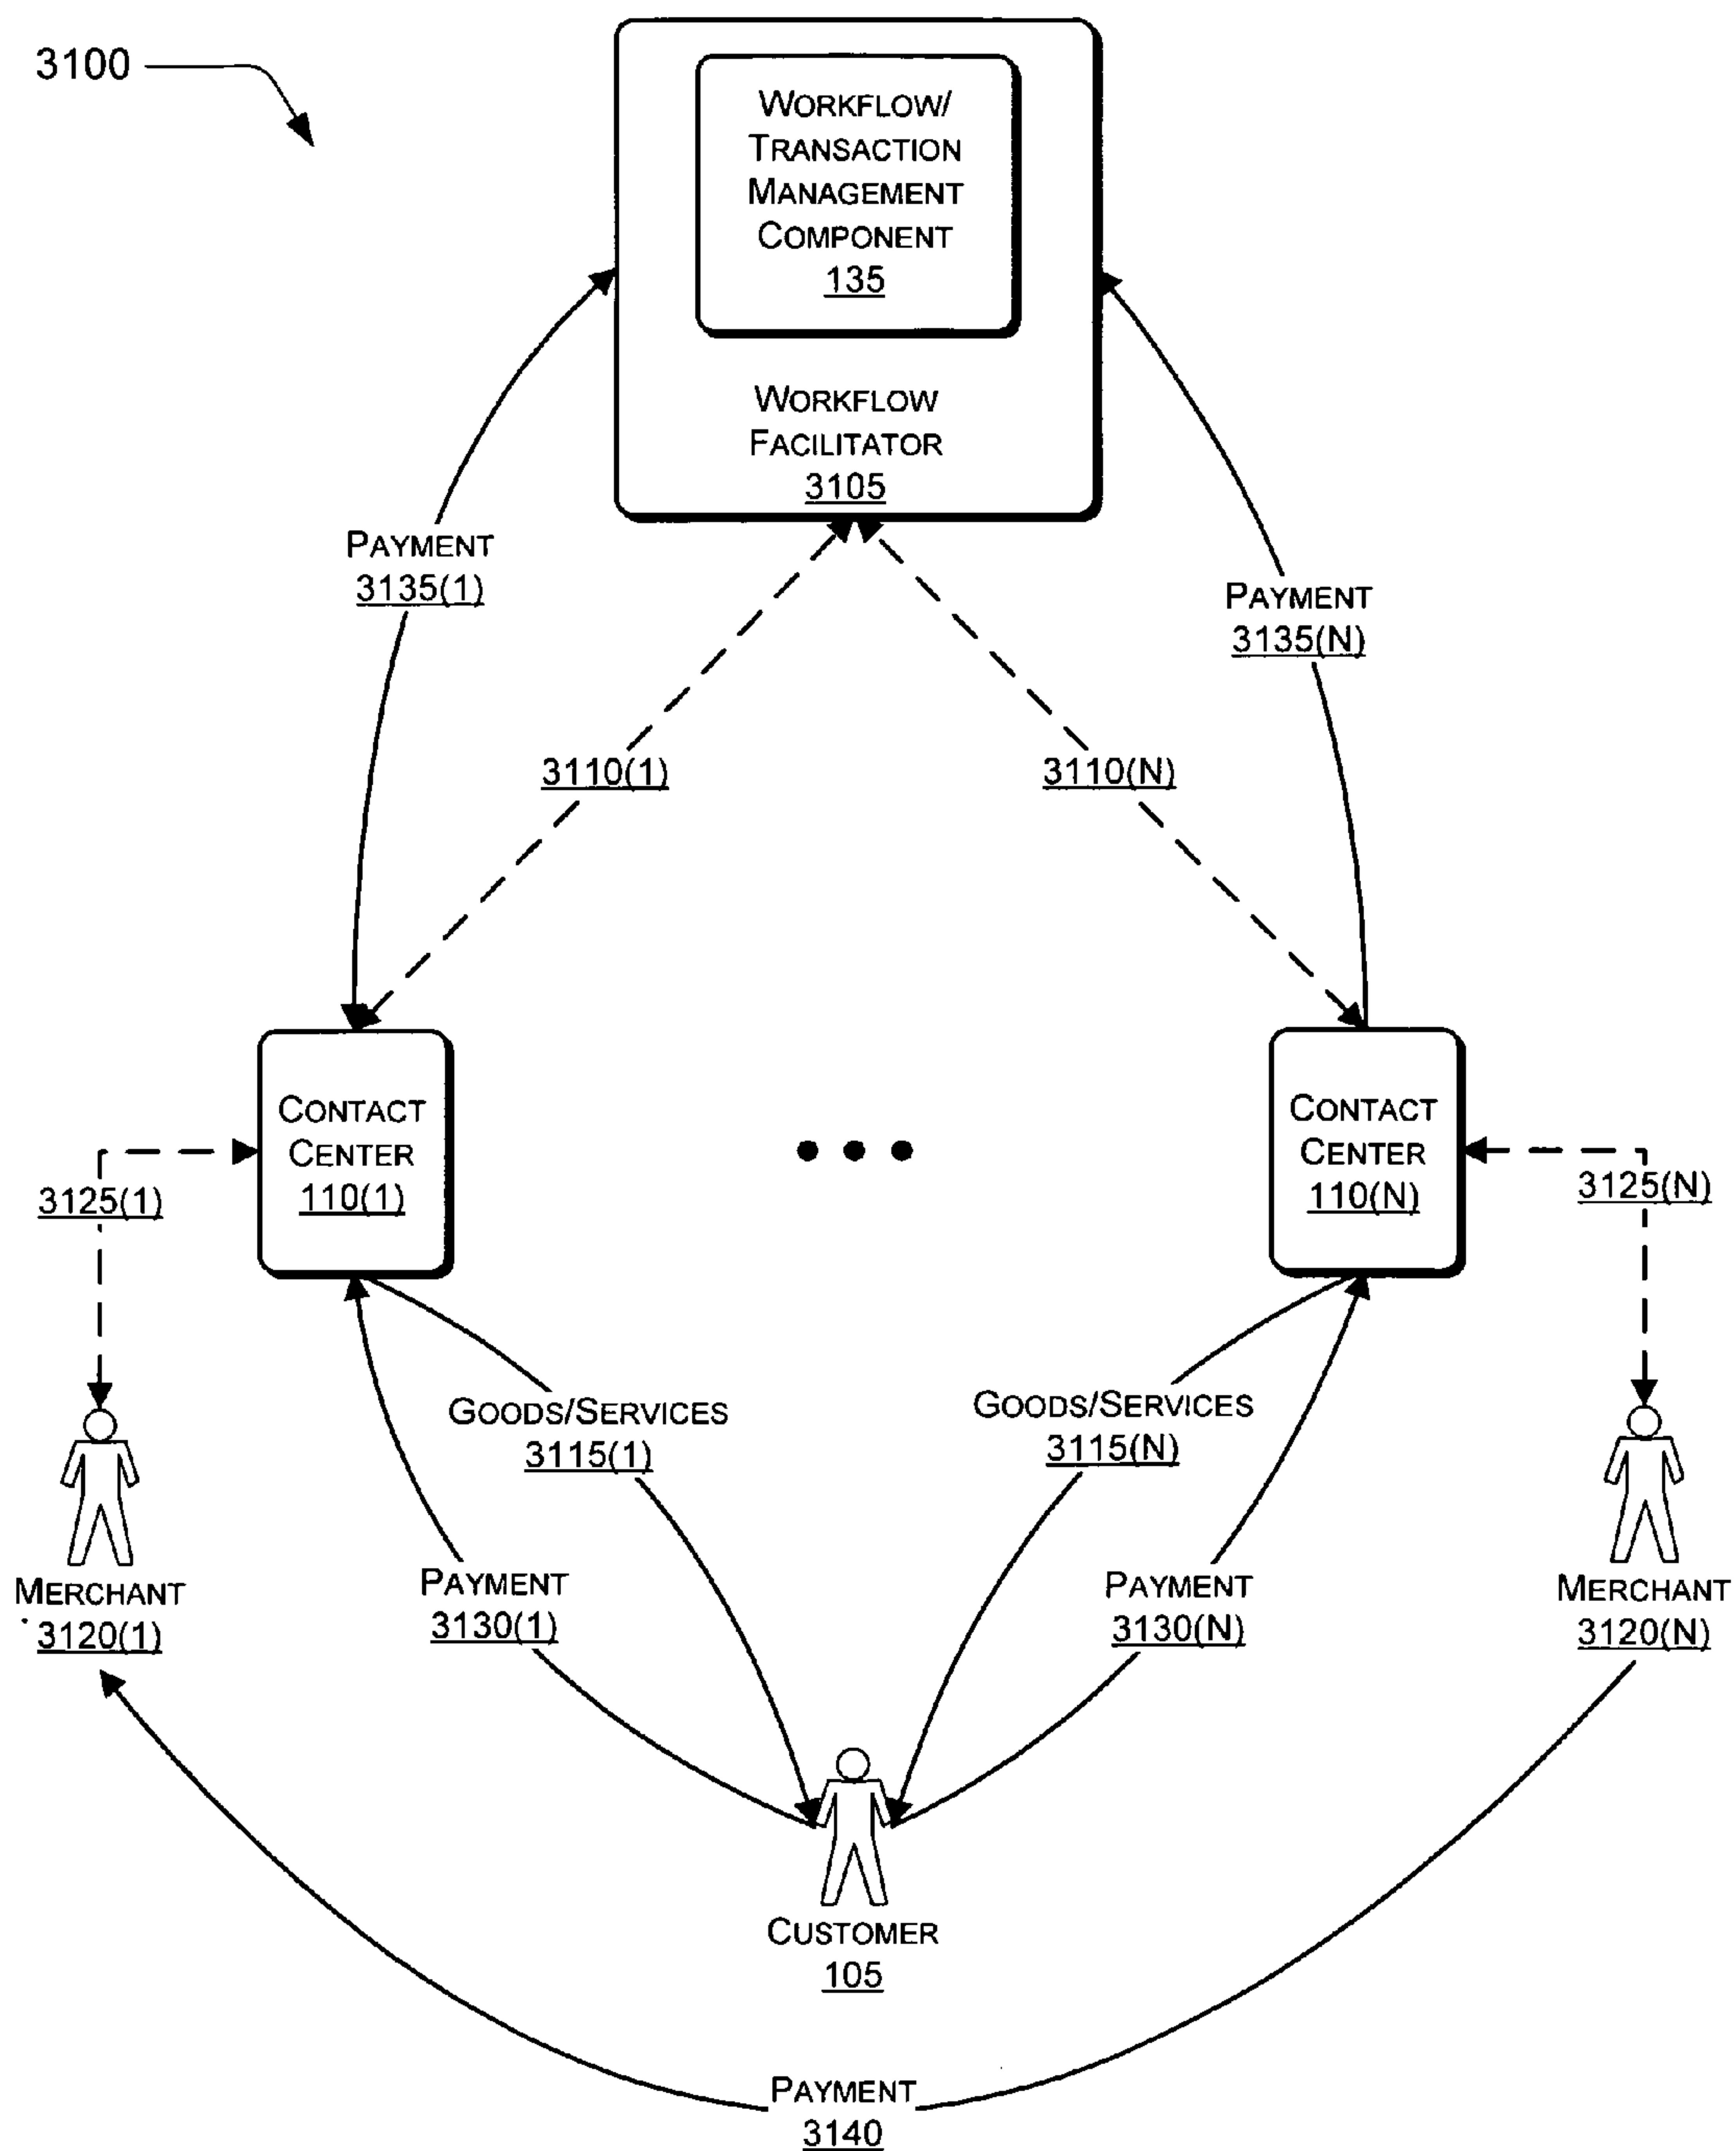 3100
WORKFLOW/
TRANSACTION
MANAGEMENT
COMPONENT
135
WORKFLOW
FACILITATOR
3105
PAYMENT
3135(1)
PAYMENT
3135(N)
3110(1)
3110(N)
CONTACT
CENTER
110(1)
CONTACT
CENTER
110(N)
3125(1)
3125(N)
GOODS/SERVICES
3115(1)
GOODS/SERVICES
3115(N)
MERCHANT
3120(1)
PAYMENT
3130(1)
PAYMENT
3130(N)
MERCHANT
3120(N)
CUSTOMER
105
PAYMENT
3140